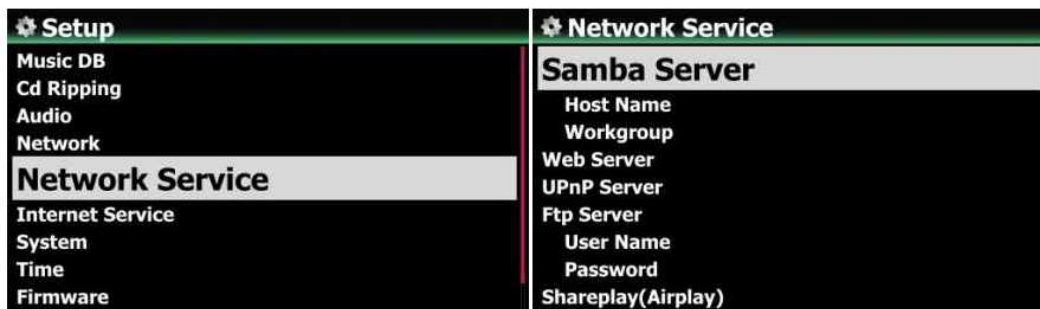 Setup
Music DB
Cd Ripping
Audio
Network
Network Service
Internet Service
System
Time
Firmware
Network Service
Samba Server
Host Name
Workgroup
Web Server
UPnP Server
Ftp Server
User Name
Password
Shareplay(Airplay)